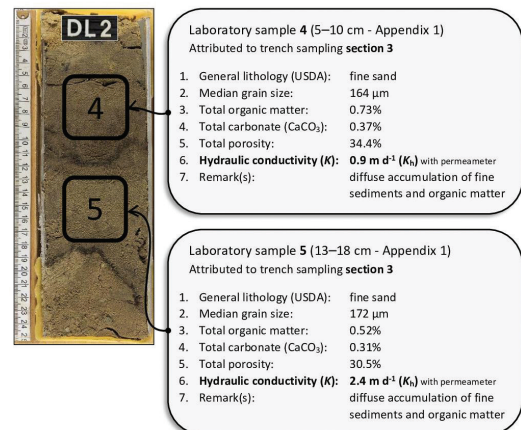 DL2
4
5
Laboratory sample 4 (5–10 cm - Appendix 1)
Attributed to trench sampling section 3
1. General lithology (USDA): fine sand
2. Median grain size: 164 µm
3. Total organic matter: 0.73%
4. Total carbonate (CaCO₃): 0.37%
5. Total porosity: 34.4%
6. Hydraulic conductivity (K): 0.9 m d⁻¹ (Kₕ) with permeameter
7. Remark(s): diffuse accumulation of fine
sediments and organic matter
Laboratory sample 5 (13–18 cm - Appendix 1)
Attributed to trench sampling section 3
1. General lithology (USDA): fine sand
2. Median grain size: 172 µm
3. Total organic matter: 0.52%
4. Total carbonate (CaCO₃): 0.31%
5. Total porosity: 30.5%
6. Hydraulic conductivity (K): 2.4 m d⁻¹ (Kₕ) with permeameter
7. Remark(s): diffuse accumulation of fine
sediments and organic matter